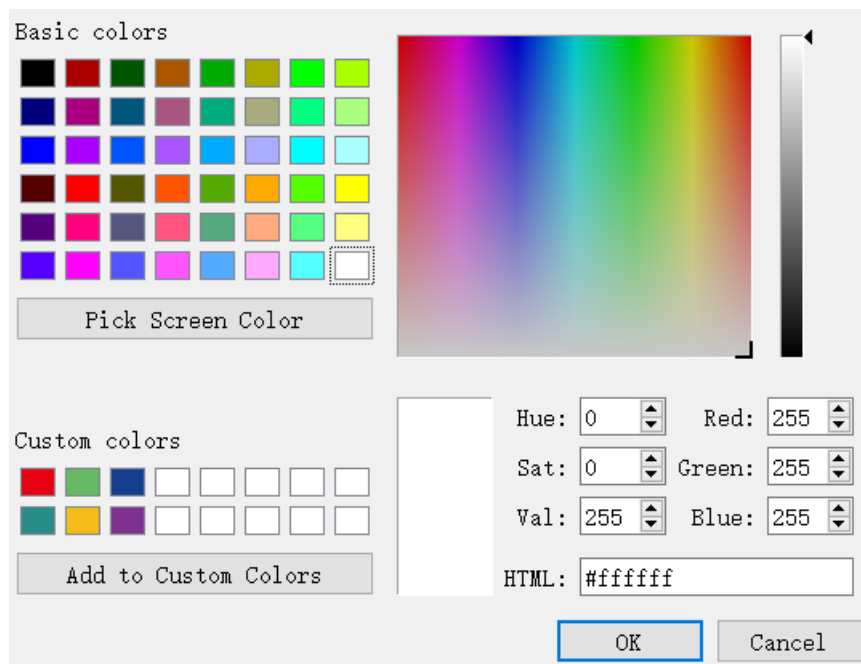 Basic colors
Pick Screen Color
Custom colors
Add to Custom Colors
Hue: 0 Red: 255
Sat: 0 Green: 255
Val: 255 Blue: 255
HTML: #ffffff
OK Cancel